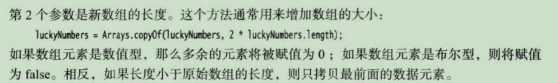 第 2 个参数是新数组的长度。这个方法通常用来增加数组的大小：
luckyNumbers = Arrays.copyOf(luckyNumbers, 2 * luckyNumbers.length);
如果数组元素是数值型，那么多余的元素将被赋值为 0 ；如果数组元素是布尔型，则将赋值
为 false。相反，如果长度小于原始数组的长度，则只拷贝最前面的数据元素。